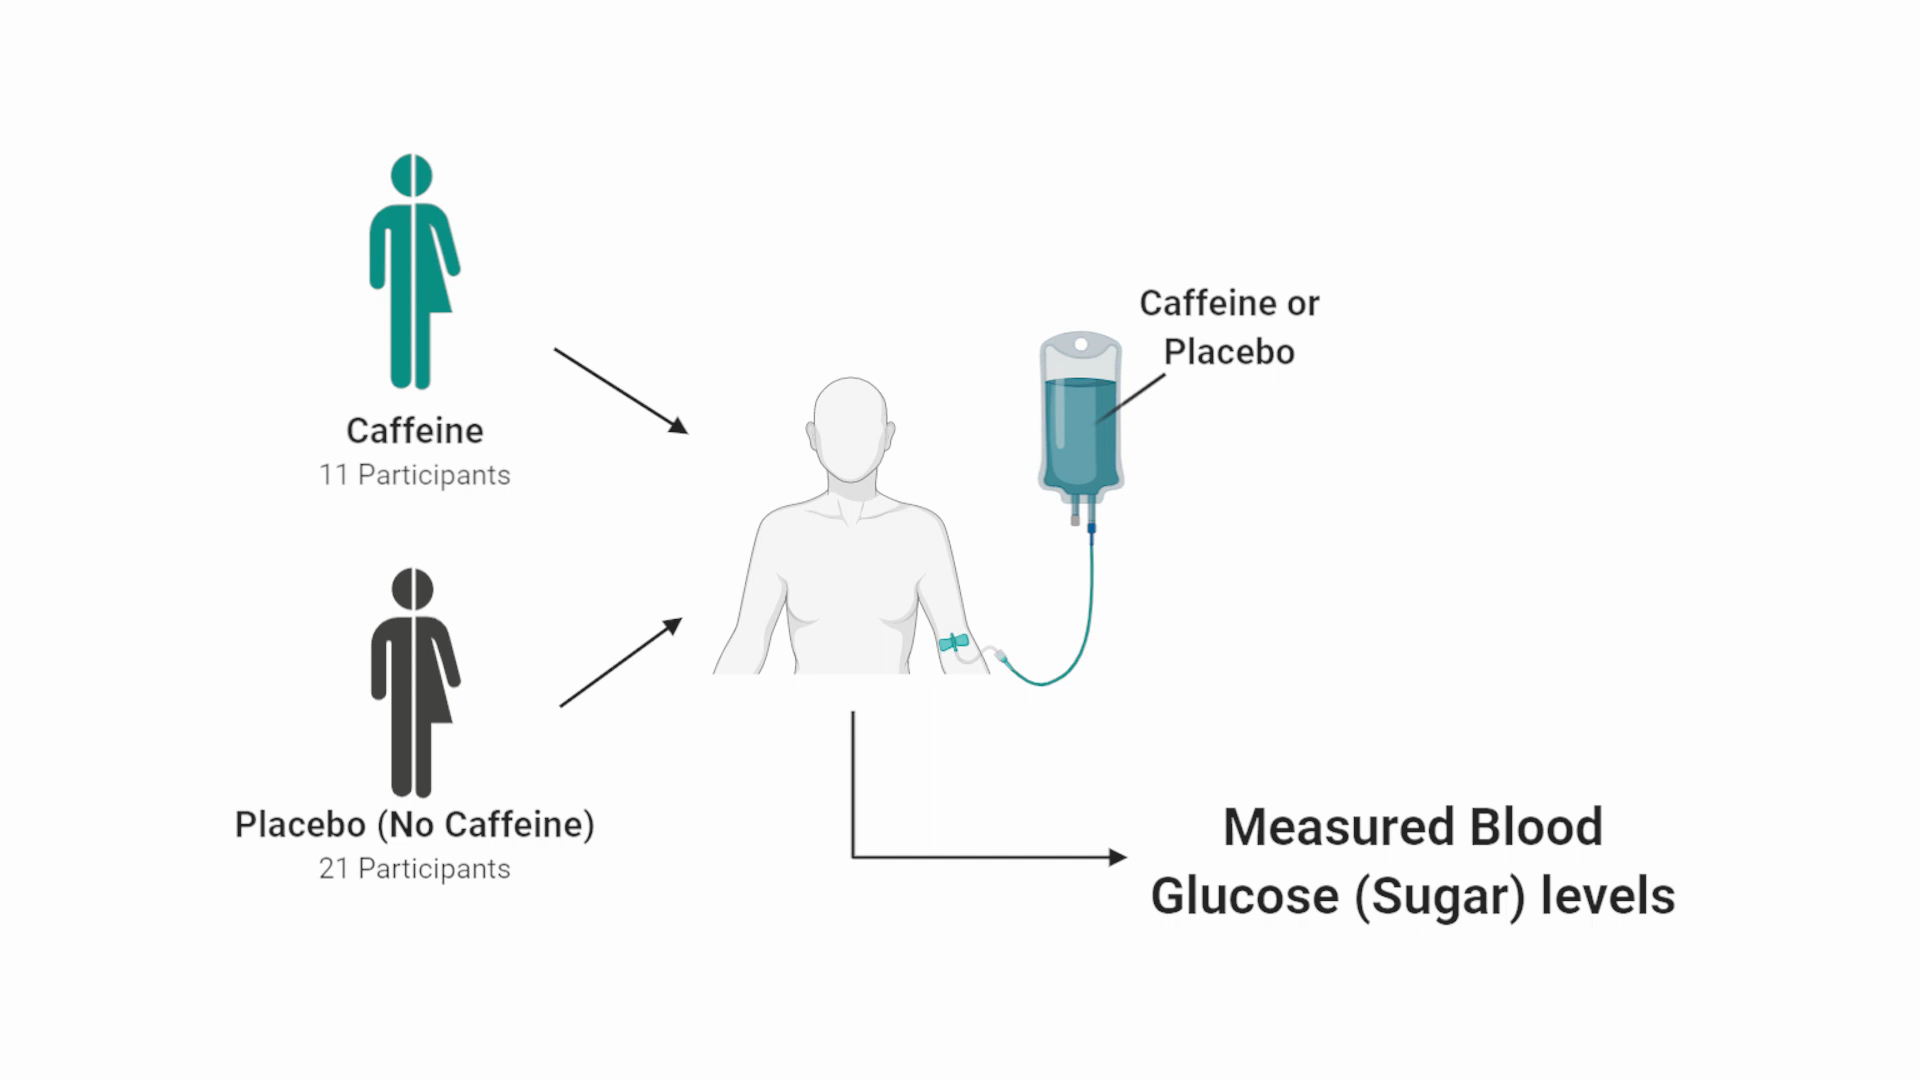 Caffeine
11 Participants
Caffeine or
Placebo
Placebo (No Caffeine)
21 Participants
Measured Blood
Glucose (Sugar) levels